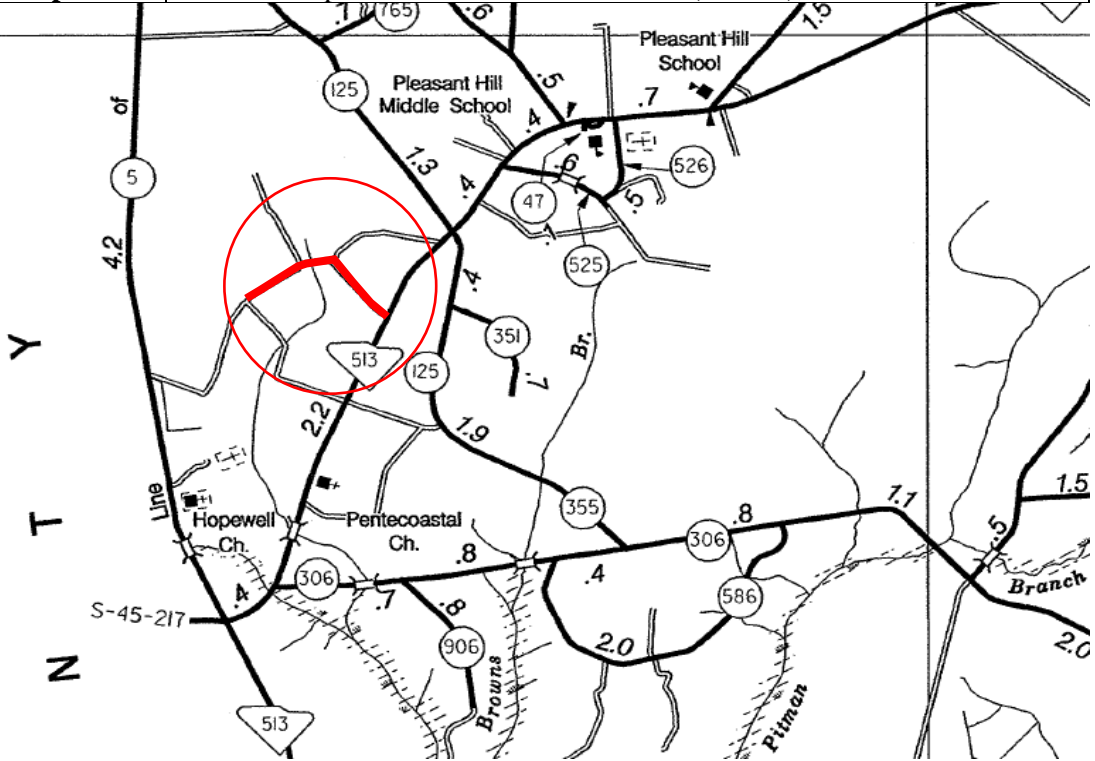 .7
765
.6
1.5
Pleasant Hill
School
.5
125
Pleasant Hill
Middle School
of
.7
.4
1.3
.6
526
5
.4
47
.5
.7
4.2
525
.4
Y
351
Br.
513
125
.7
2.2
1.9
1.1
1.5
Line
355
.8
Hopewell
Ch.
Pentecoastal
Ch.
306
.5
T
.8
306
.4
.4
.1
.8
586
Branch
S-45-217
906
2.0
2.0
N
Browns
Pitman
513